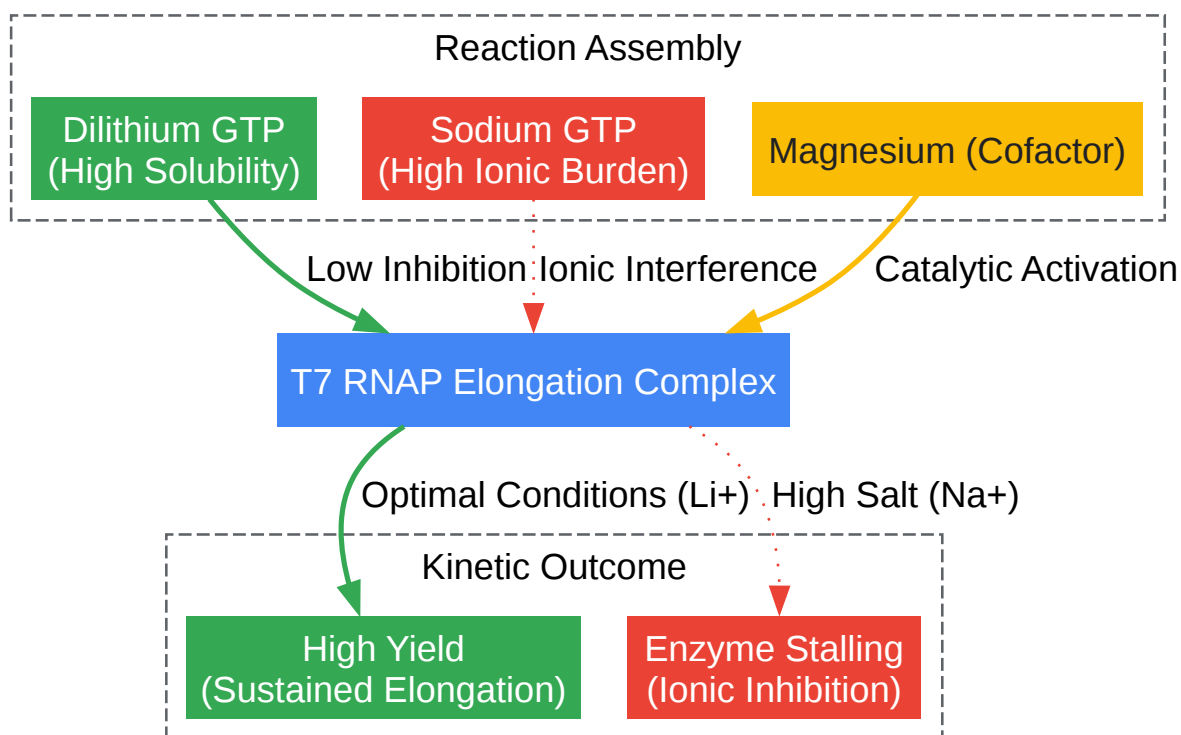 Reaction Assembly
Dilithium GTP
(High Solubility)
Sodium GTP
(High Ionic Burden)
Magnesium (Cofactor)
Low Inhibition
Ionic Interference
Catalytic Activation
T7 RNAP Elongation Complex
Optimal Conditions (Li+)
High Salt (Na+)
Kinetic Outcome
High Yield
(Sustained Elongation)
Enzyme Stalling
(Ionic Inhibition)